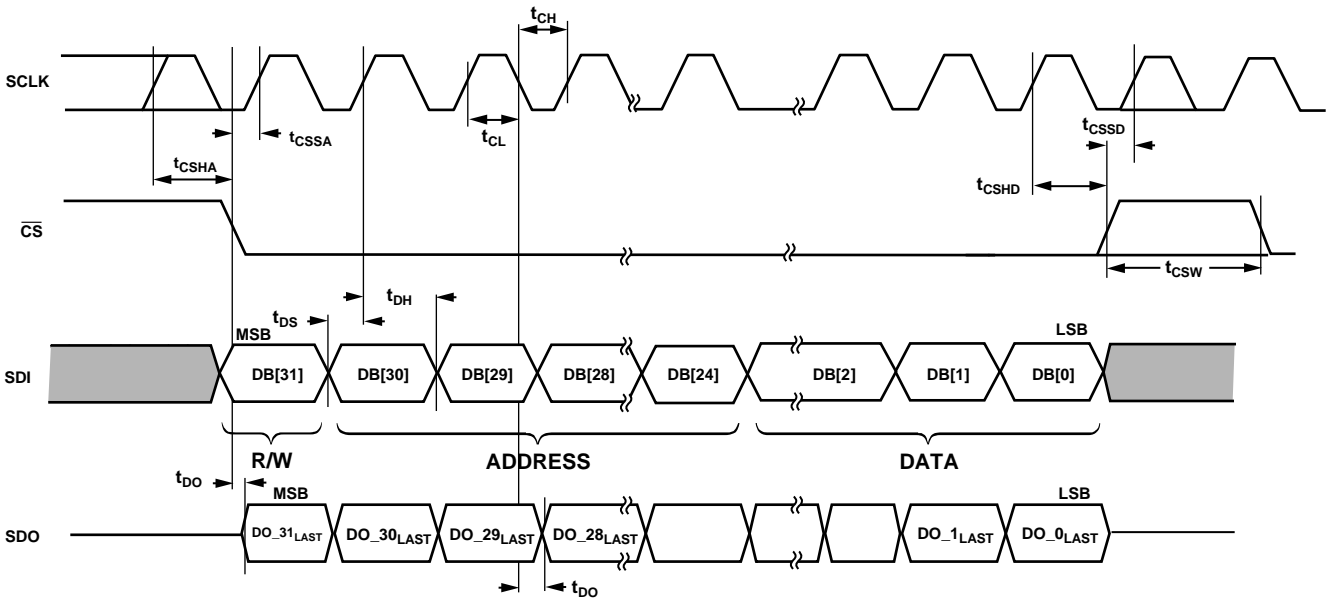 tCH
SCLK
tCSSA
tCL
tCSSD
tCSHA
tCSHD
CS
tCSW
tDH
tDS
MSB
LSB
SDI
DB[31]
DB[30]
DB[29]
DB[28]
DB[24]
DB[2]
DB[1]
DB[0]
R/W
ADDRESS
DATA
tDO
MSB
LSB
SDO
DO_31LAST
DO_30LAST
DO_29LAST
DO_28LAST
DO_1LAST
DO_0LAST
tDO